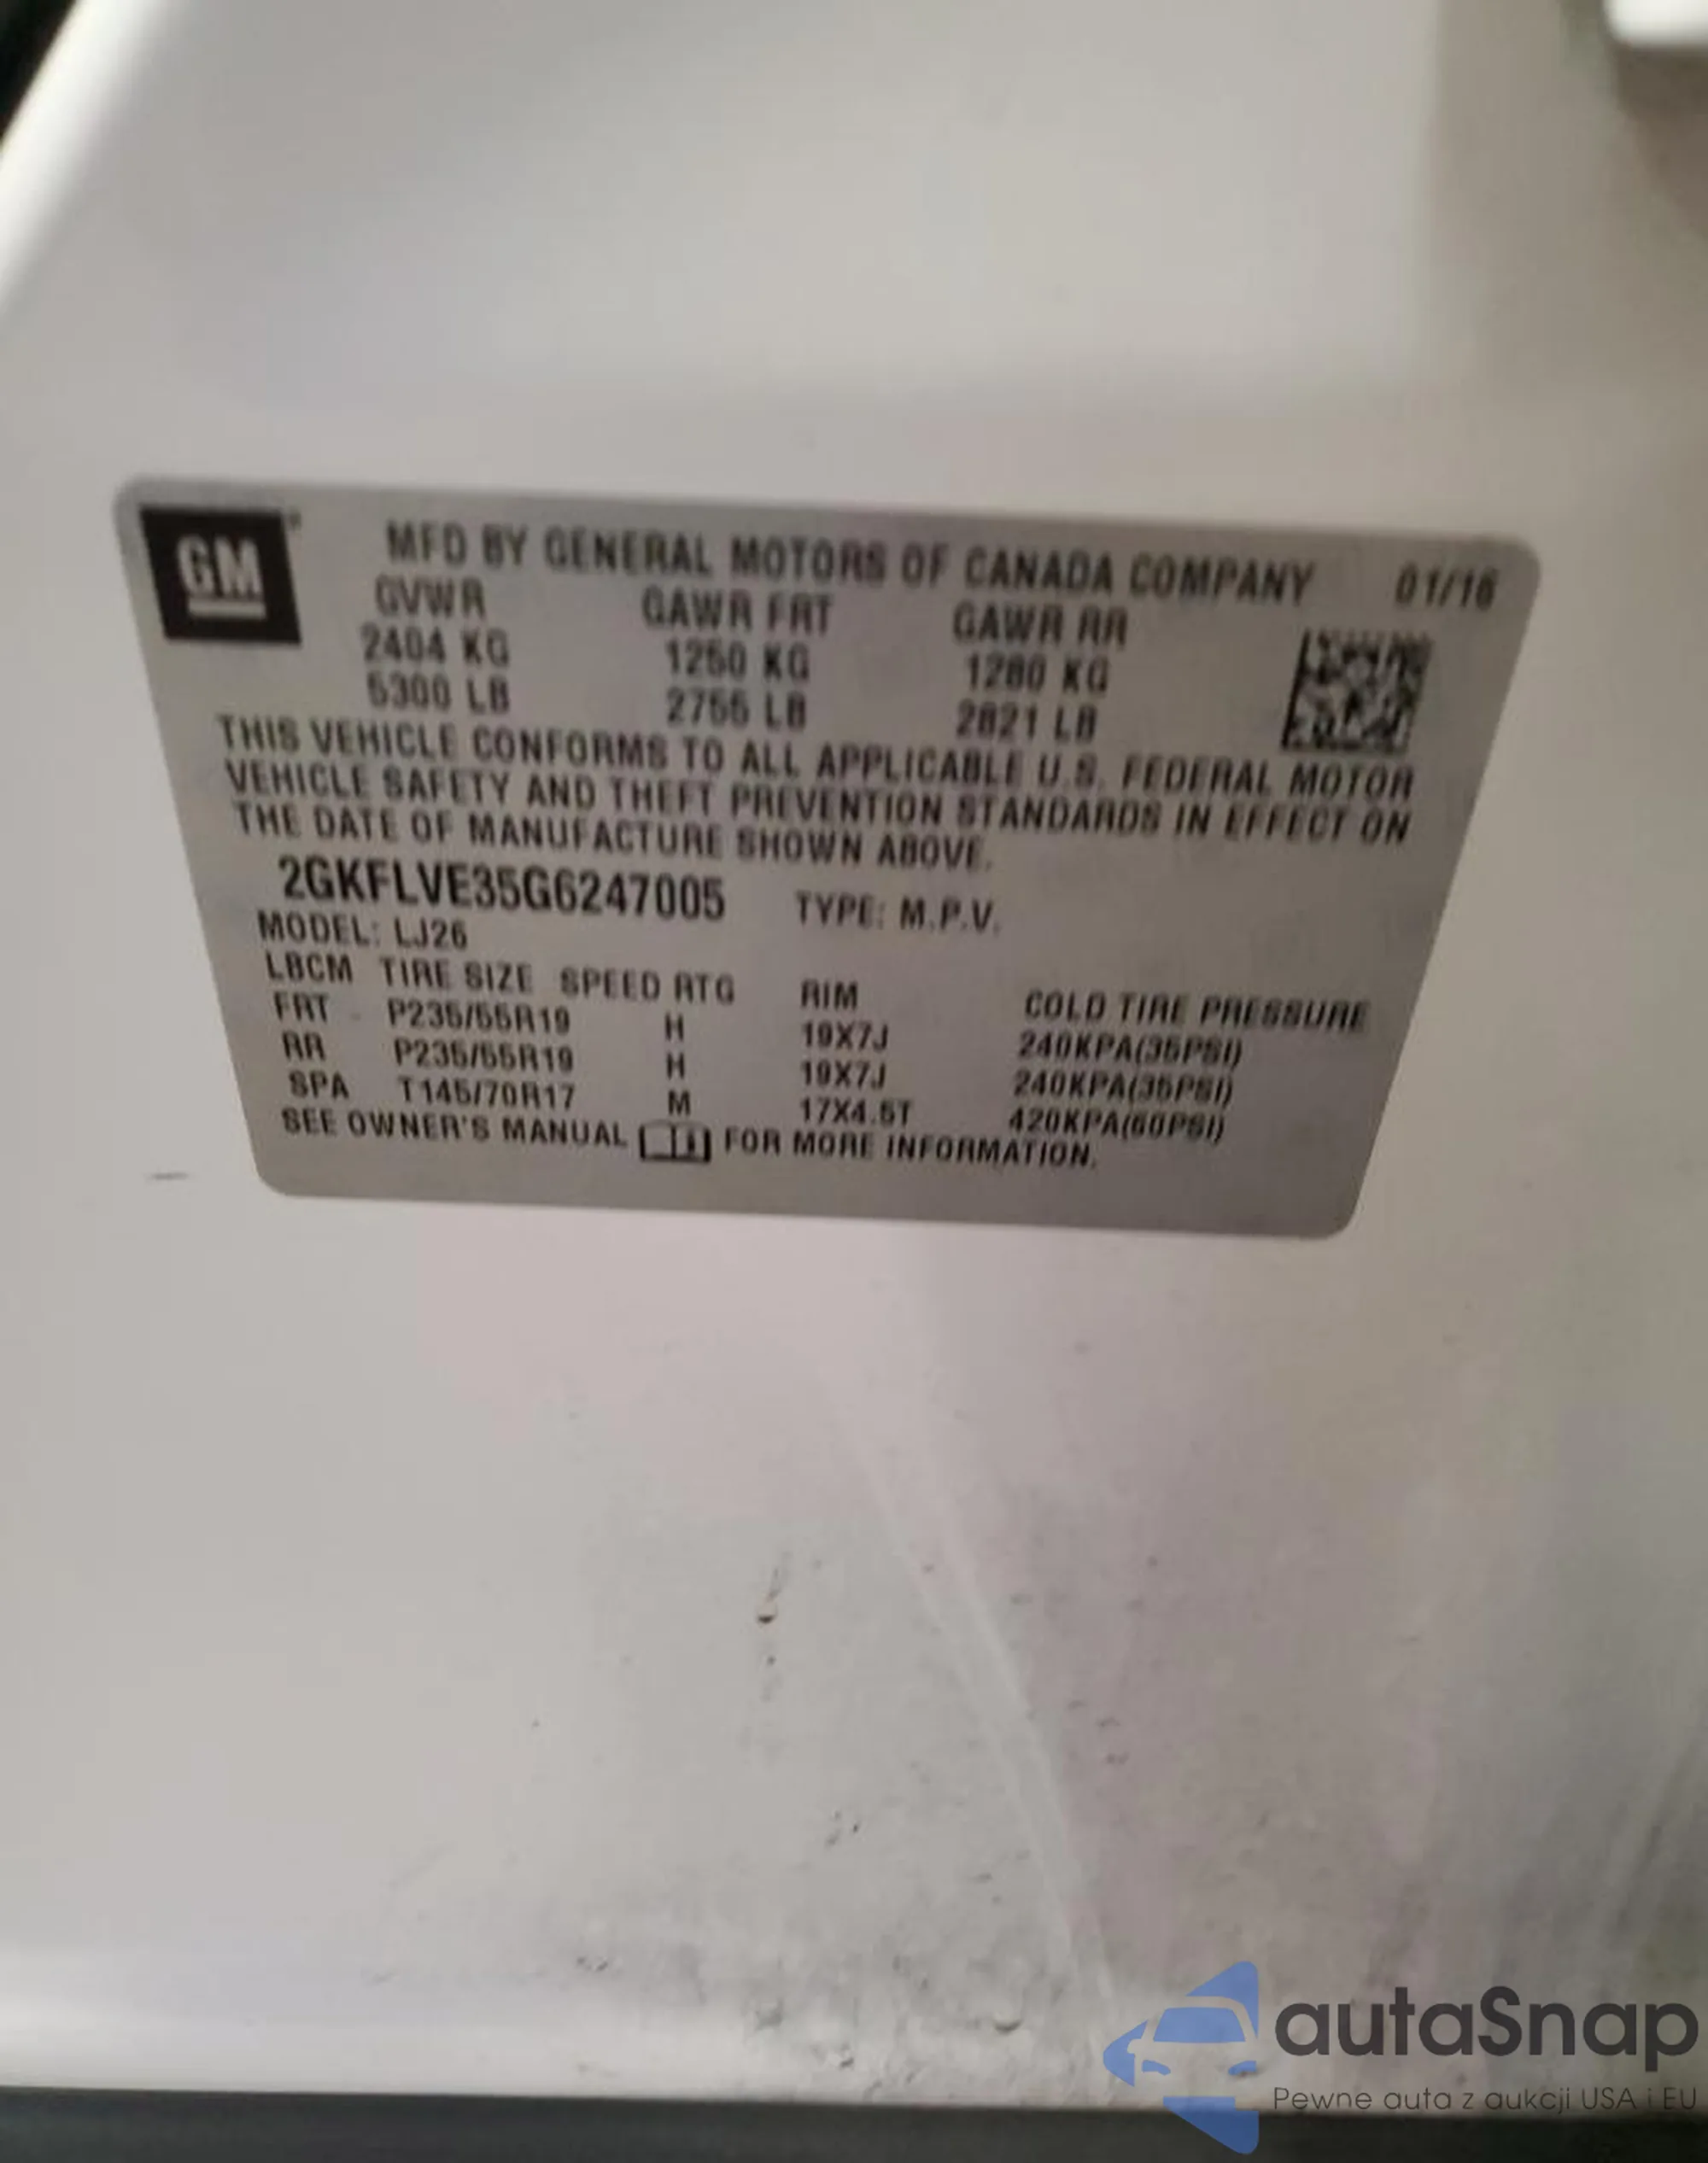 GM
MFD BY GENERAL MOTORS OF CANADA COMPANY 01/16
GVWR GAWR FRT GAWR RR
2404 KG 1250 KG 1280 KG
5300 LB 2755 LB 2821 LB
THIS VEHICLE CONFORMS TO ALL APPLICABLE U.S. FEDERAL MOTOR
VEHICLE SAFETY AND THEFT PREVENTION STANDARDS IN EFFECT ON
THE DATE OF MANUFACTURE SHOWN ABOVE.
2GKFLVE35G6247005 TYPE: M.P.V.
MODEL: LJ26
LBCM TIRE SIZE SPEED RTG RIM COLD TIRE PRESSURE
FRT P235/55R19 H 19X7J 240KPA(35PSI)
RR P235/55R19 H 19X7J 240KPA(35PSI)
SPA T145/70R17 M 17X4.5T 420KPA(60PSI)
SEE OWNER'S MANUAL FOR MORE INFORMATION.
autaSnap
Pewne auta z aukcji USA i EU